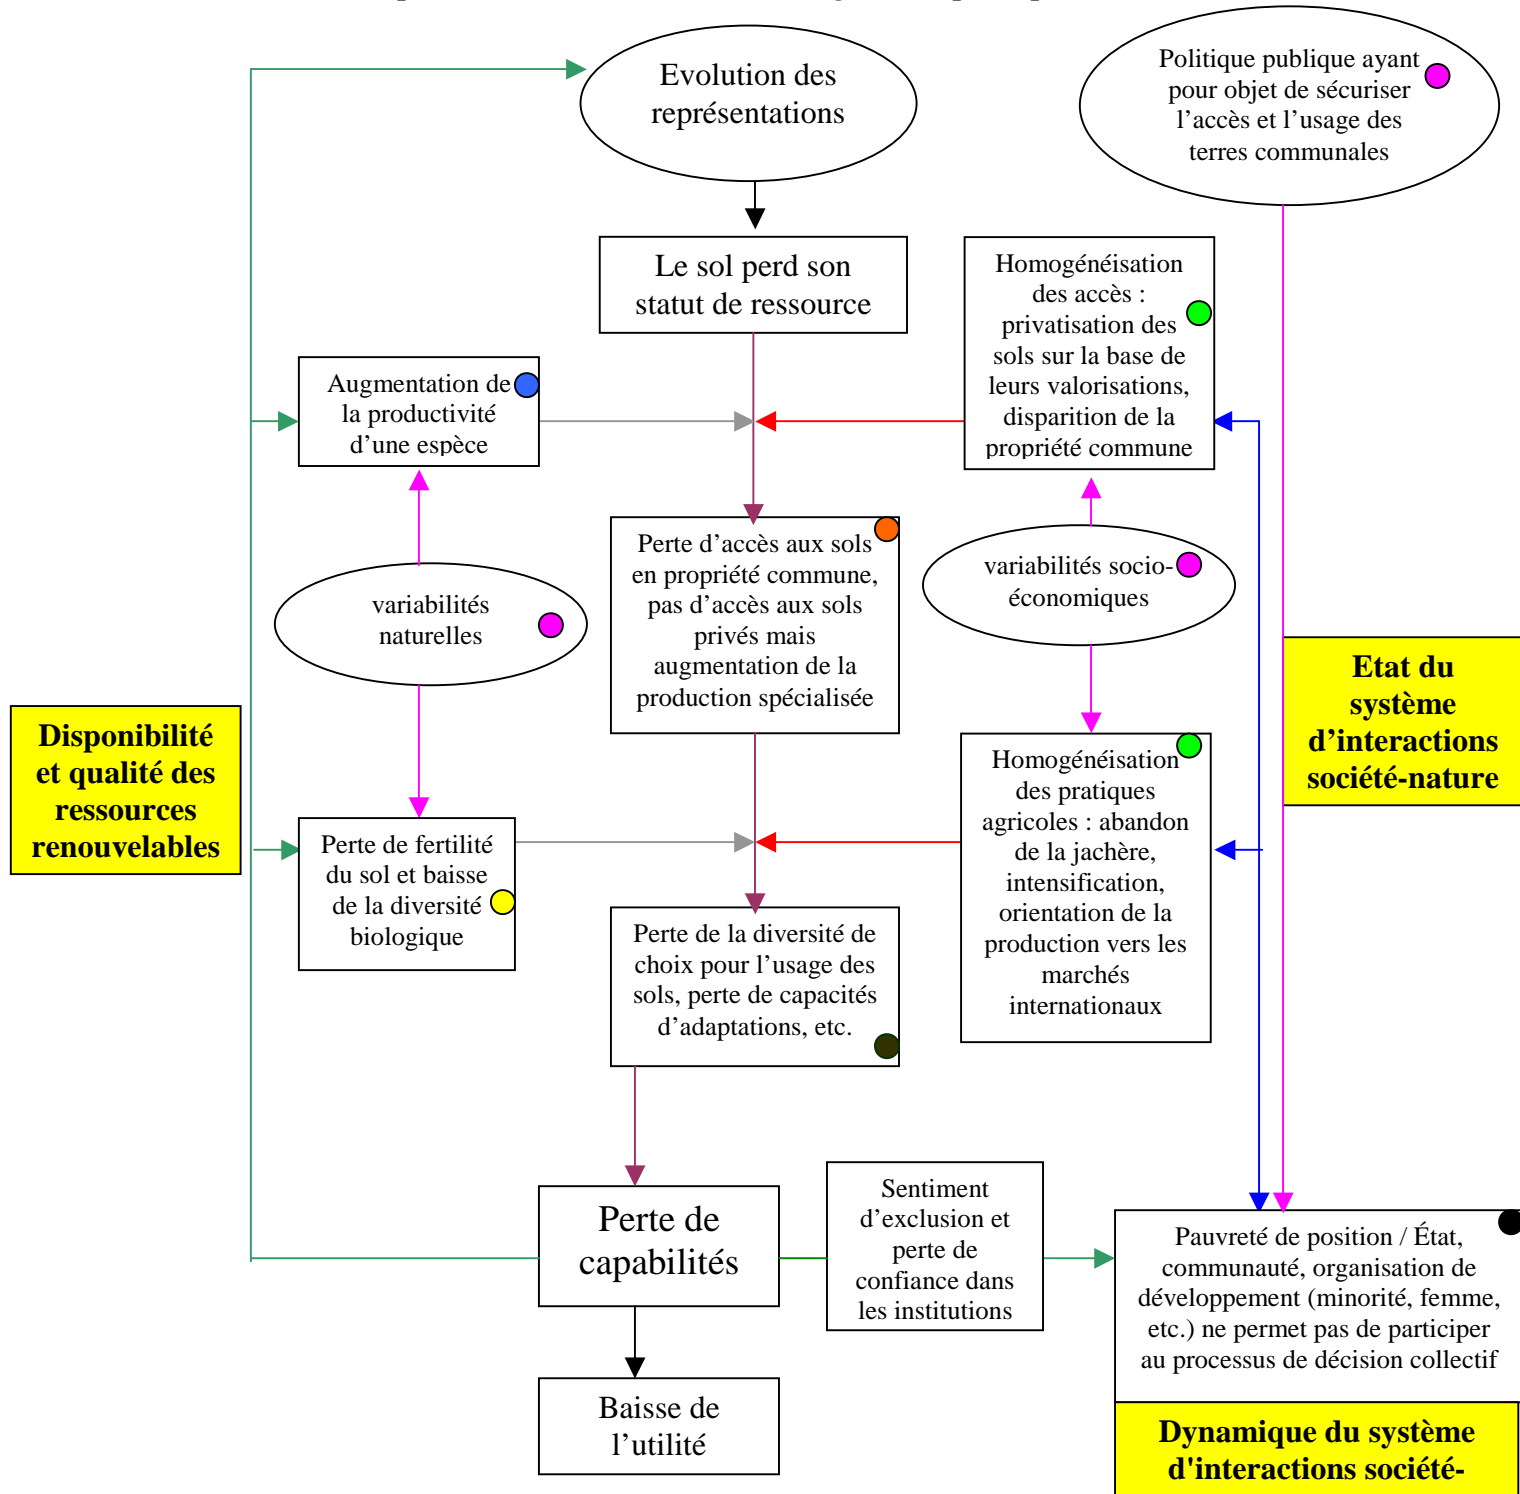 Evolution des
représentations
Politique publique ayant
pour objet de sécuriser
l’accès et l’usage des
terres communales
Le sol perd son
statut de ressource
Homogénéisation
des accès :
privatisation des
sols sur la base de
leurs valorisations,
disparition de la
propriété commune
Augmentation de
la productivité
d’une espèce
Perte d’accès aux sols
en propriété commune,
pas d’accès aux sols
privés mais
augmentation de la
production spécialisée
variabilités socio-
économiques
variabilités
naturelles
Etat du
système
d’interactions
société-nature
Disponibilité
et qualité des
ressources
renouvelables
Homogénéisation
des pratiques
agricoles : abandon
de la jachère,
intensification,
orientation de la
production vers les
marchés
internationaux
Perte de fertilité
du sol et baisse
de la diversité
biologique
Perte de la diversité de
choix pour l’usage des
sols, perte de capacités
d’adaptations, etc.
Perte de
capabilités
Sentiment
d’exclusion et
perte de
confiance dans
les institutions
Pauvreté de position / État,
communauté, organisation de
développement (minorité, femme,
etc.) ne permet pas de participer
au processus de décision collectif
Baisse de
l’utilité
Dynamique du système
d'interactions société-